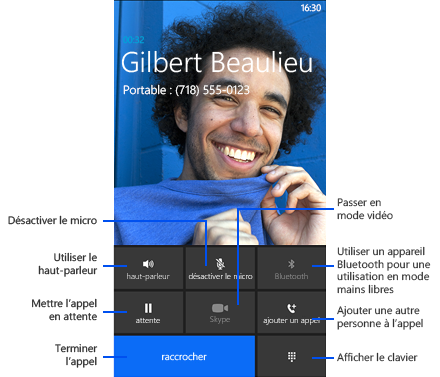 16:30
00:32
Gilbert Beaulieu
Portable : (718) 555-0123
Désactiver le micro
Passer en
mode vidéo
Utiliser le
haut-parleur
haut-parleur
désactiver le micro
Bluetooth
Utiliser un appareil
Bluetooth pour une
utilisation en mode
mains libres
Mettre l'appel
en attente
attente
Skype
ajouter un appel
Ajouter une autre
personne à l'appel
Terminer
l'appel
raccrocher
Afficher le clavier